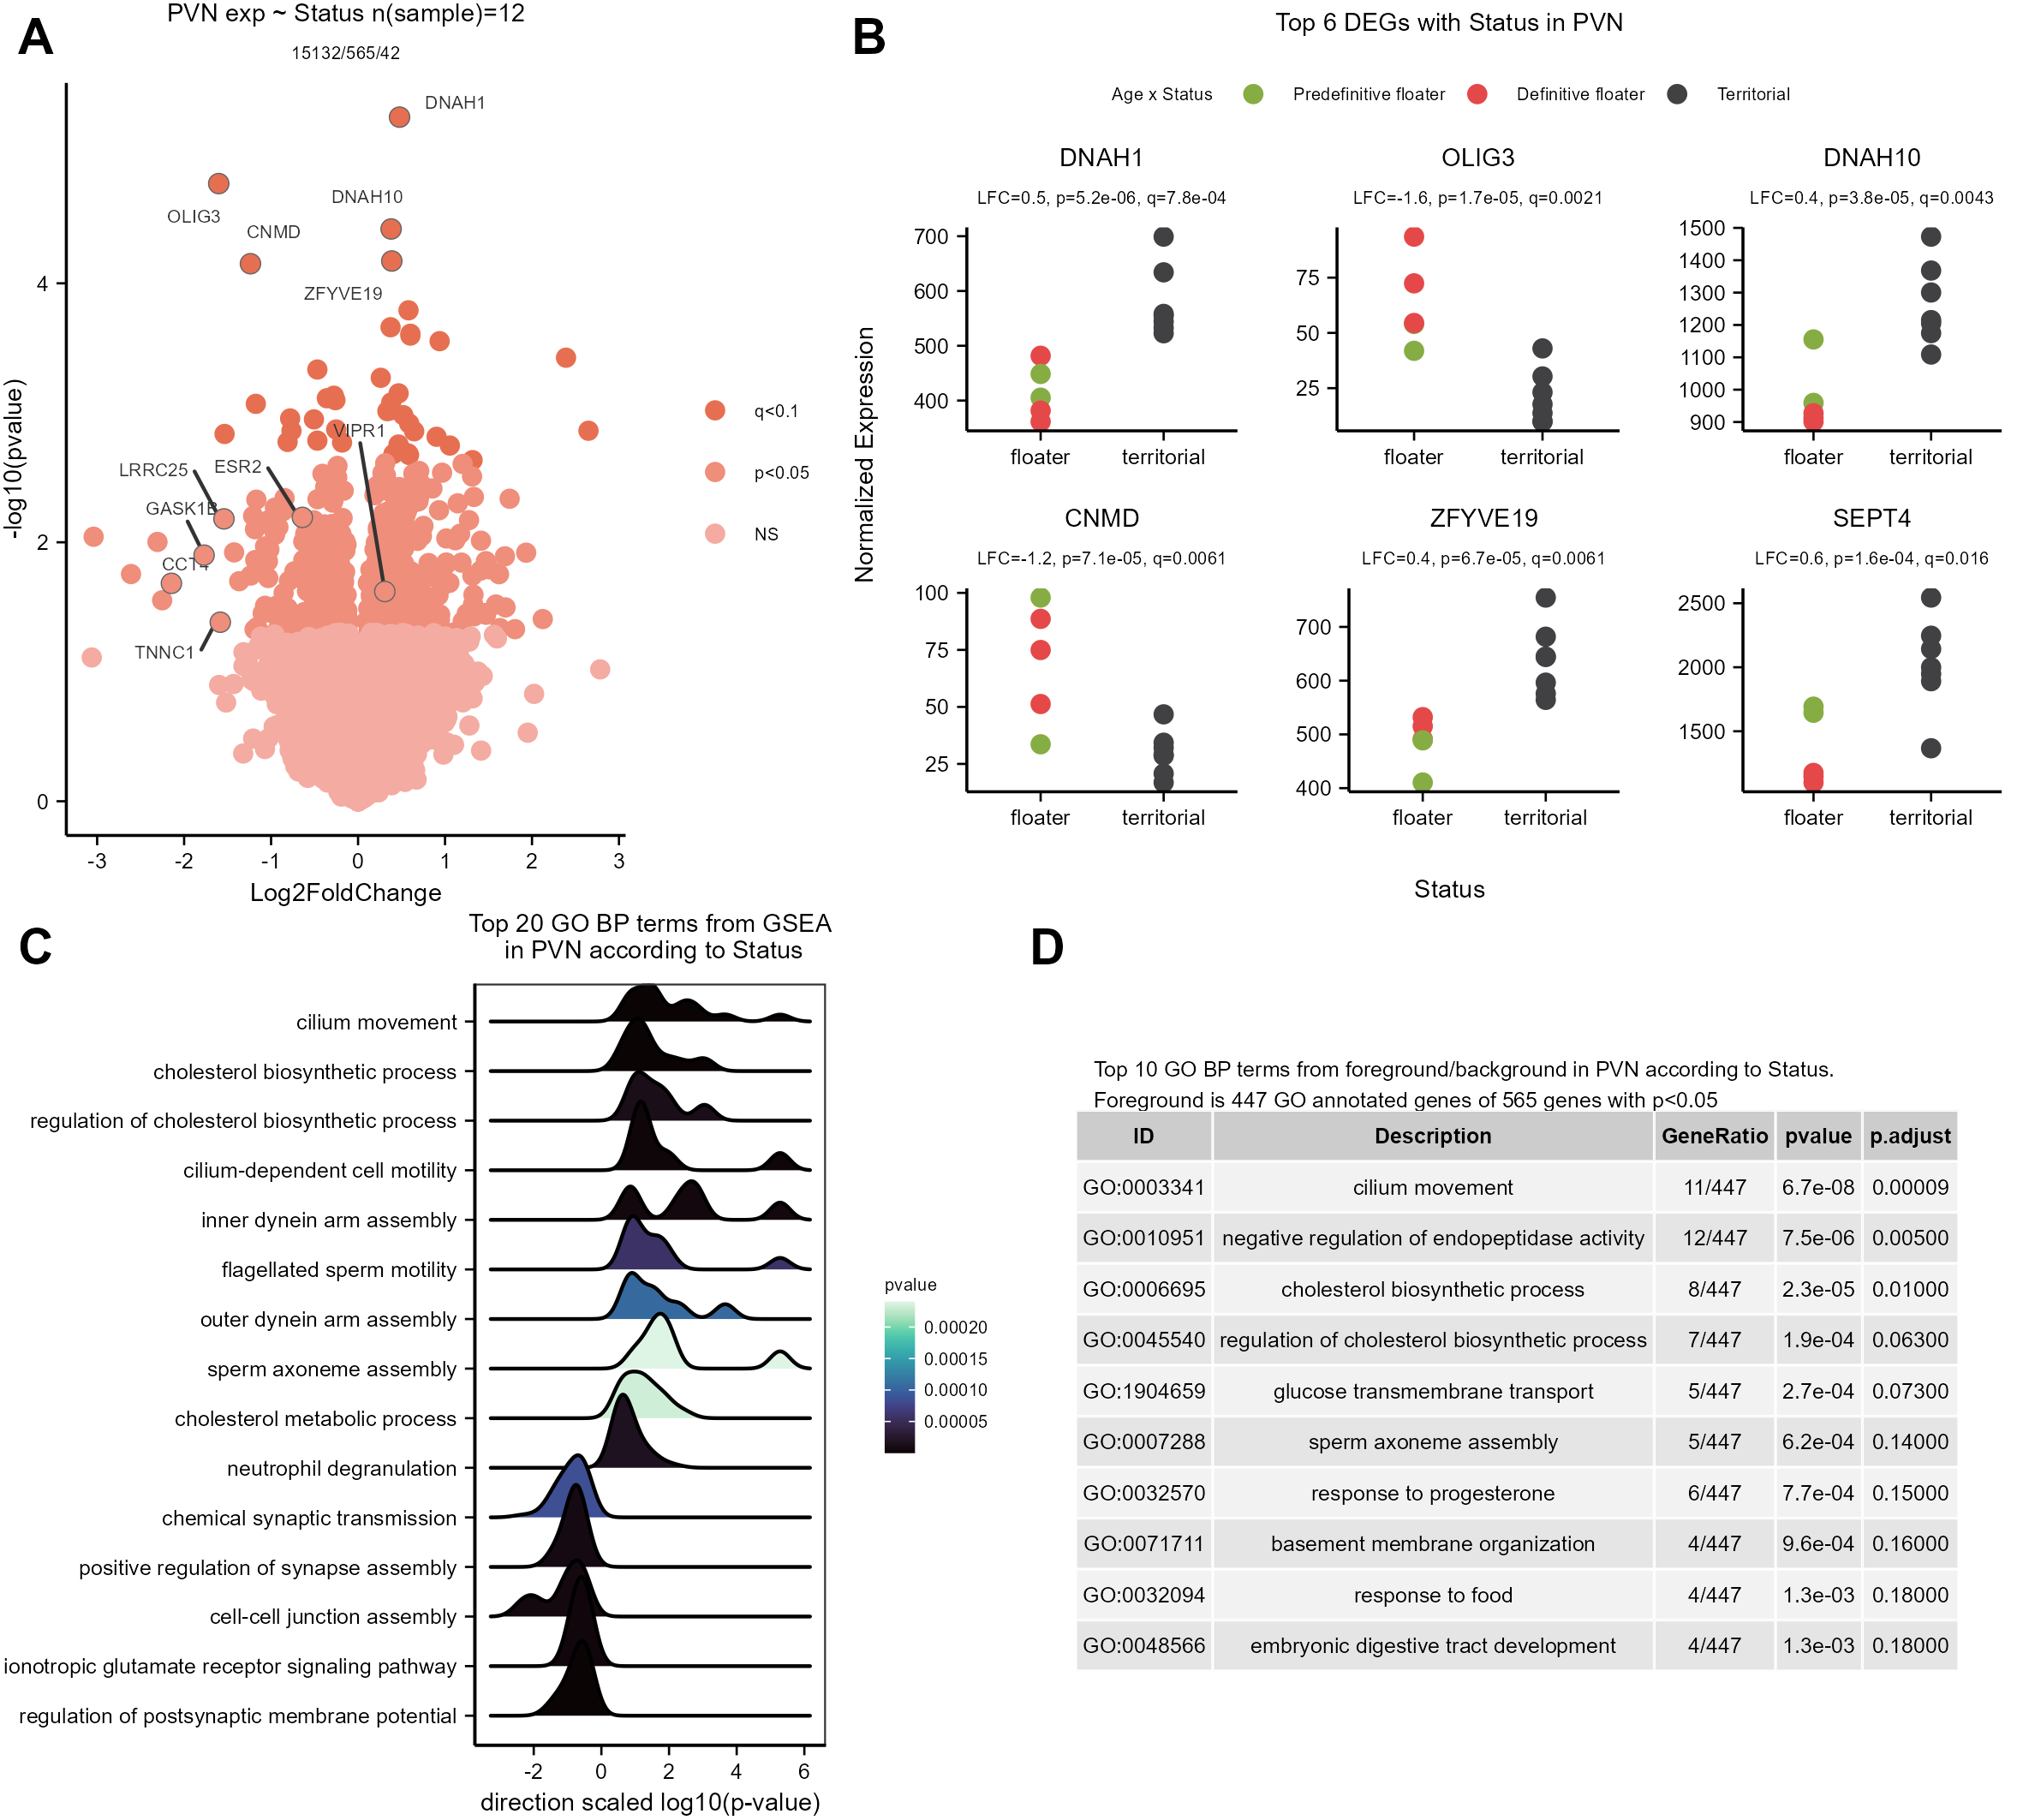 A
PVN exp ~ Status n(sample)=12
15132/565/42
DNAH1
OLIG3
DNAH10
CNMD
ZFYVE19
VIPR1
LRRC25
ESR2
GASK1B
CCT4
TNNC1
-log10(pvalue)
4
2
0
-3 -2 -1 0 1 2 3
Log2FoldChange
q<0.1
p<0.05
NS
B
Top 6 DEGs with Status in PVN
Age x Status Predefinitive floater Definitive floater Territorial
Normalized Expression
DNAH1
LFC=0.5, p=5.2e-06, q=7.8e-04
700
600
500
400
floater territorial
OLIG3
LFC=-1.6, p=1.7e-05, q=0.0021
75
50
25
floater territorial
DNAH10
LFC=0.4, p=3.8e-05, q=0.0043
1500
1400
1300
1200
1100
1000
900
floater territorial
CNMD
LFC=-1.2, p=7.1e-05, q=0.0061
100
75
50
25
floater territorial
ZFYVE19
LFC=0.4, p=6.7e-05, q=0.0061
700
600
500
400
floater territorial
SEPT4
LFC=0.6, p=1.6e-04, q=0.016
2500
2000
1500
floater territorial
Status
C
Top 20 GO BP terms from GSEA
in PVN according to Status
cilium movement
cholesterol biosynthetic process
regulation of cholesterol biosynthetic process
cilium-dependent cell motility
inner dynein arm assembly
flagellated sperm motility
outer dynein arm assembly
sperm axoneme assembly
cholesterol metabolic process
neutrophil degranulation
chemical synaptic transmission
positive regulation of synapse assembly
cell-cell junction assembly
ionotropic glutamate receptor signaling pathway
regulation of postsynaptic membrane potential
-2 0 2 4 6
direction scaled log10(p-value)
pvalue
0.00020
0.00015
0.00010
0.00005
D
Top 10 GO BP terms from foreground/background in PVN according to Status.
Foreground is 447 GO annotated genes of 565 genes with p<0.05
ID Description GeneRatio pvalue p.adjust
GO:0003341 cilium movement 11/447 6.7e-08 0.00009
GO:0010951 negative regulation of endopeptidase activity 12/447 7.5e-06 0.00500
GO:0006695 cholesterol biosynthetic process 8/447 2.3e-05 0.01000
GO:0045540 regulation of cholesterol biosynthetic process 7/447 1.9e-04 0.06300
GO:1904659 glucose transmembrane transport 5/447 2.7e-04 0.07300
GO:0007288 sperm axoneme assembly 5/447 6.2e-04 0.14000
GO:0032570 response to progesterone 6/447 7.7e-04 0.15000
GO:0071711 basement membrane organization 4/447 9.6e-04 0.16000
GO:0032094 response to food 4/447 1.3e-03 0.18000
GO:0048566 embryonic digestive tract development 4/447 1.3e-03 0.18000